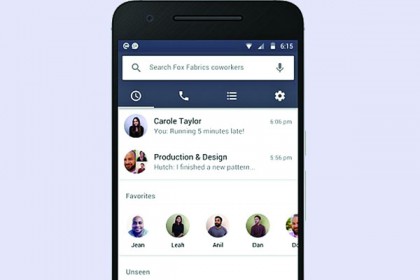 6:15
Search Fox Fabrics coworkers
Carole Taylor 6:06 pm
You: Running 5 minutes late!
Production & Design 5:56 pm
Hutch: I finished a new pattern...
Favorites
Jean Leah Anil Dan
Unseen